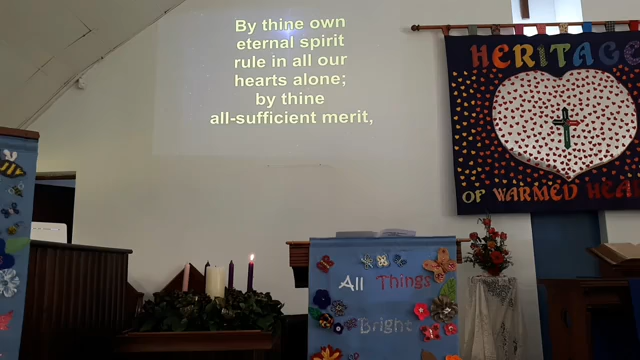 By thine own
eternal spirit
rule in all our
hearts alone;
by thine
all-sufficient merit,
HERITAG
OF WARMED HEA
All Things
Bright